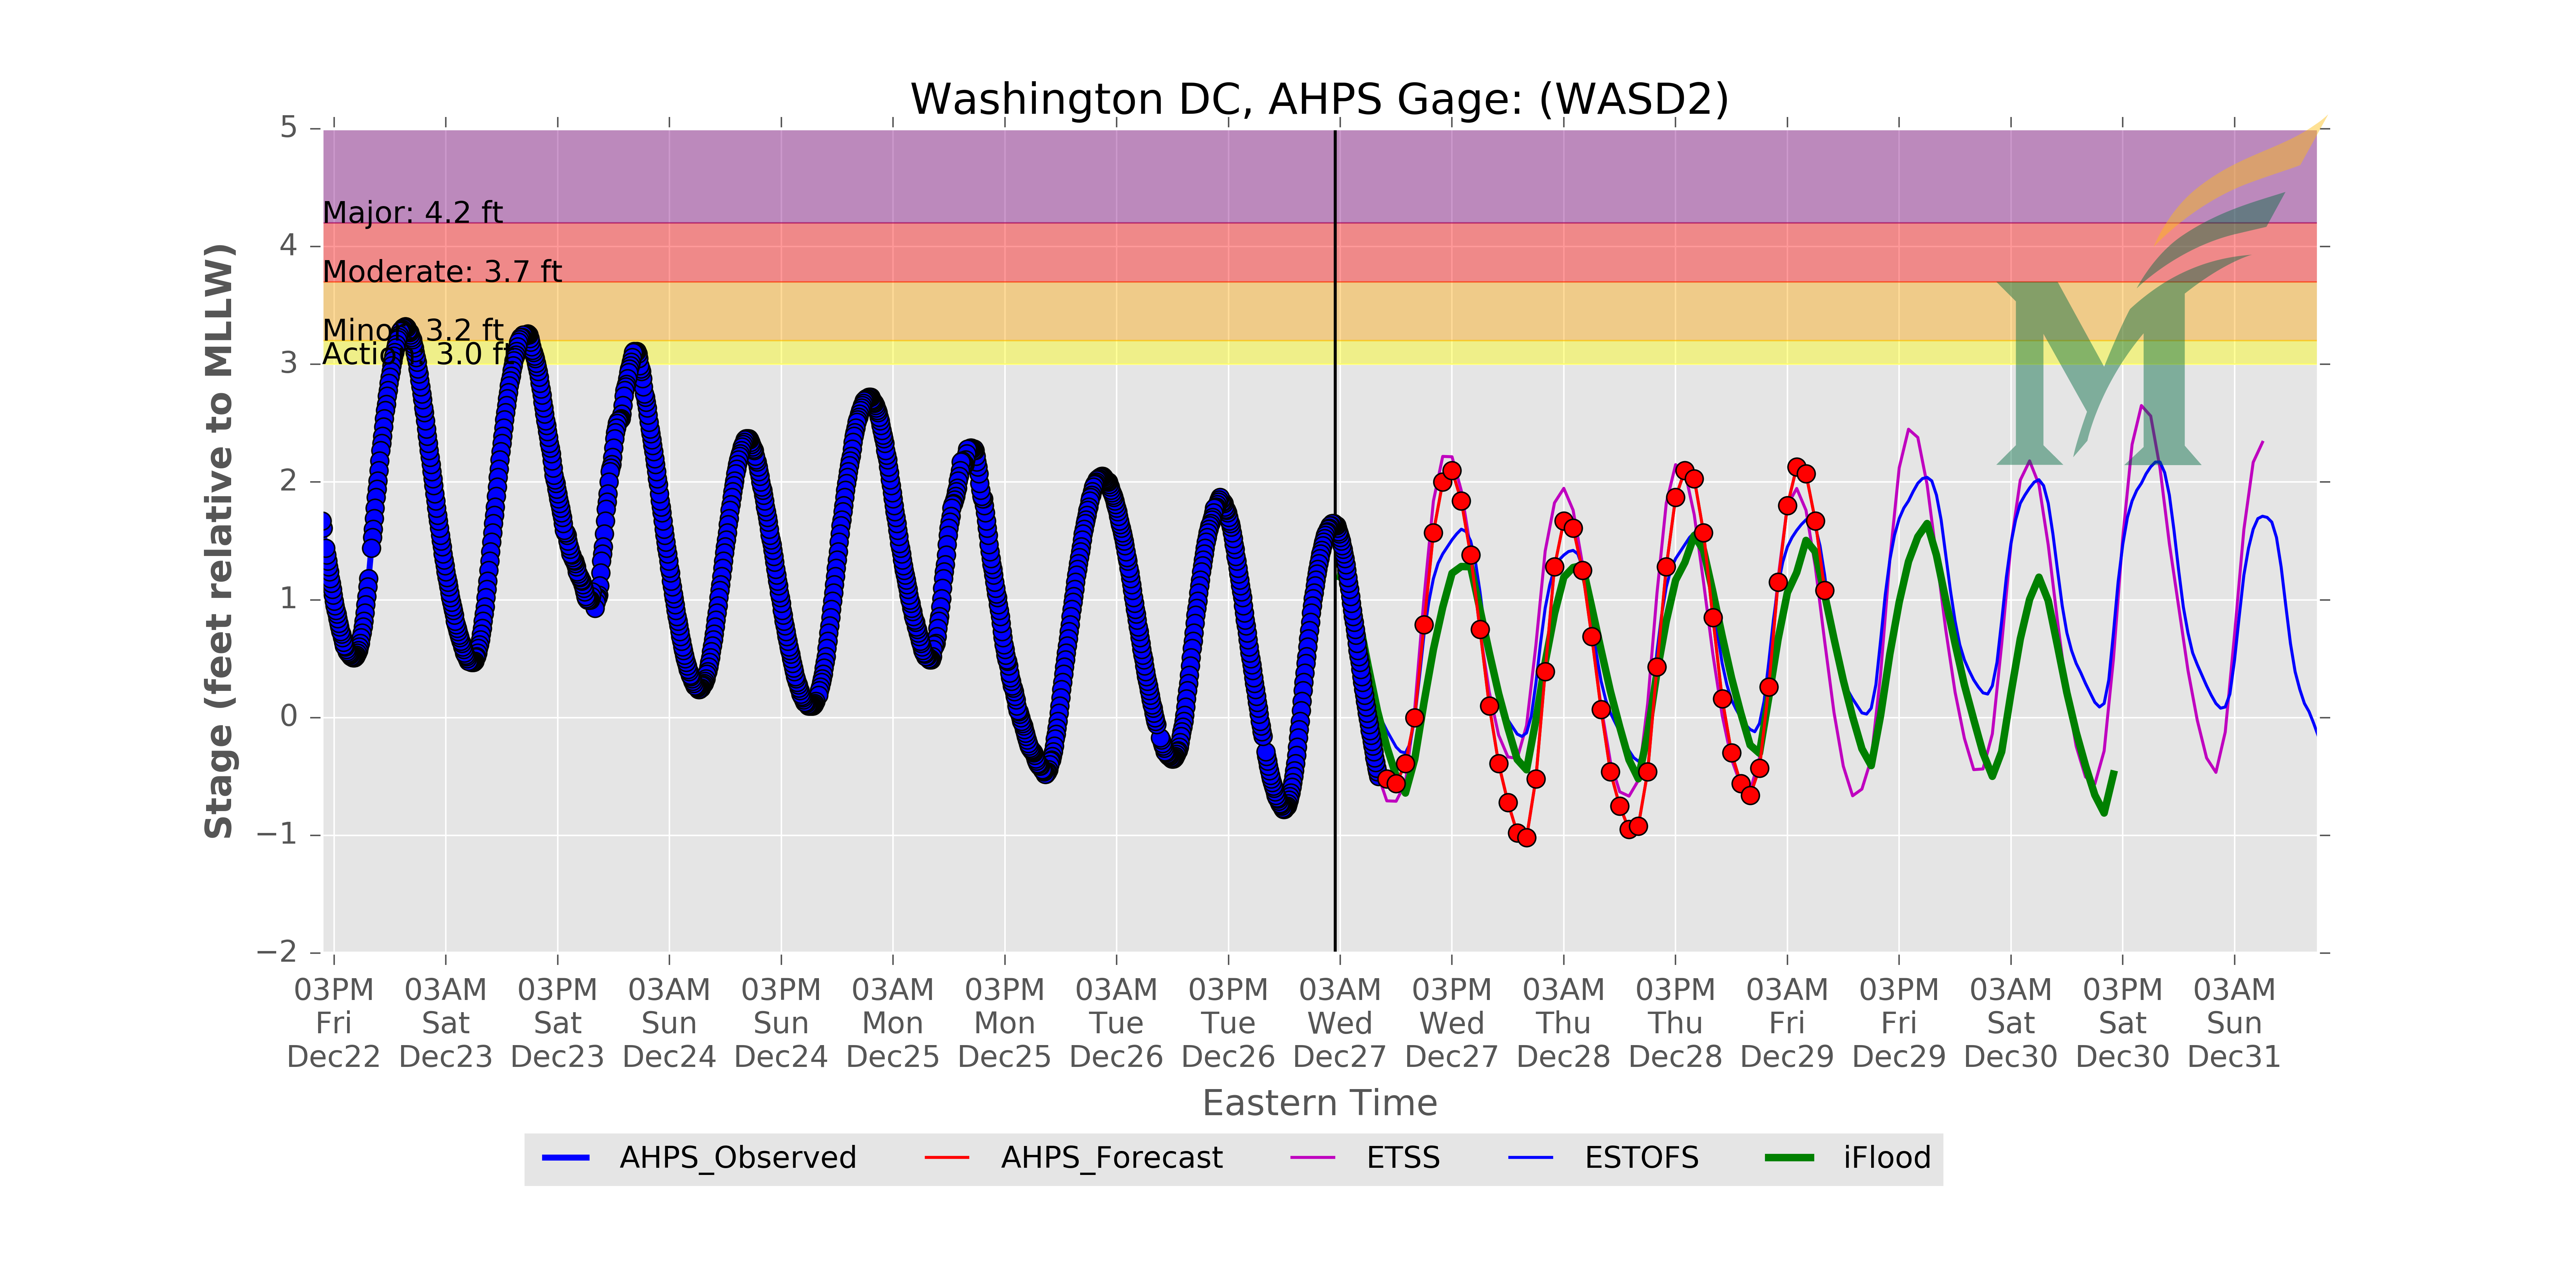 Washington DC, AHPS Gage: (WASD2)
Stage (feet relative to MLLW)
5
4
3
2
1
0
−1
−2
Major: 4.2 ft
Moderate: 3.7 ft
Minor: 3.2 ft
Action: 3.0 ft
M
03PM 03AM 03PM 03AM 03PM 03AM 03PM 03AM 03PM 03AM 03PM 03AM 03PM 03AM 03PM 03AM 03PM 03AM
Fri Sat Sat Sun Sun Mon Mon Tue Tue Wed Wed Thu Thu Fri Fri Sat Sat Sun
Dec22 Dec23 Dec23 Dec24 Dec24 Dec25 Dec25 Dec26 Dec26 Dec27 Dec27 Dec28 Dec28 Dec29 Dec29 Dec30 Dec30 Dec31
Eastern Time
AHPS_Observed AHPS_Forecast ETSS ESTOFS iFlood